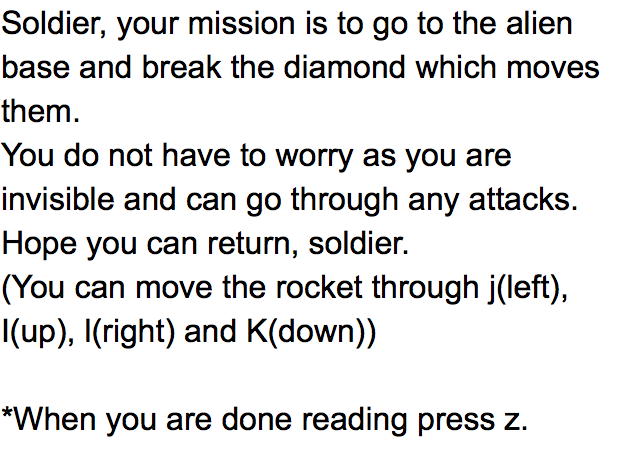 Soldier, your mission is to go to the alien
base and break the diamond which moves
them.
You do not have to worry as you are
invisible and can go through any attacks.
Hope you can return, soldier.
(You can move the rocket through j(left),
I(up), l(right) and K(down))
*When you are done reading press z.